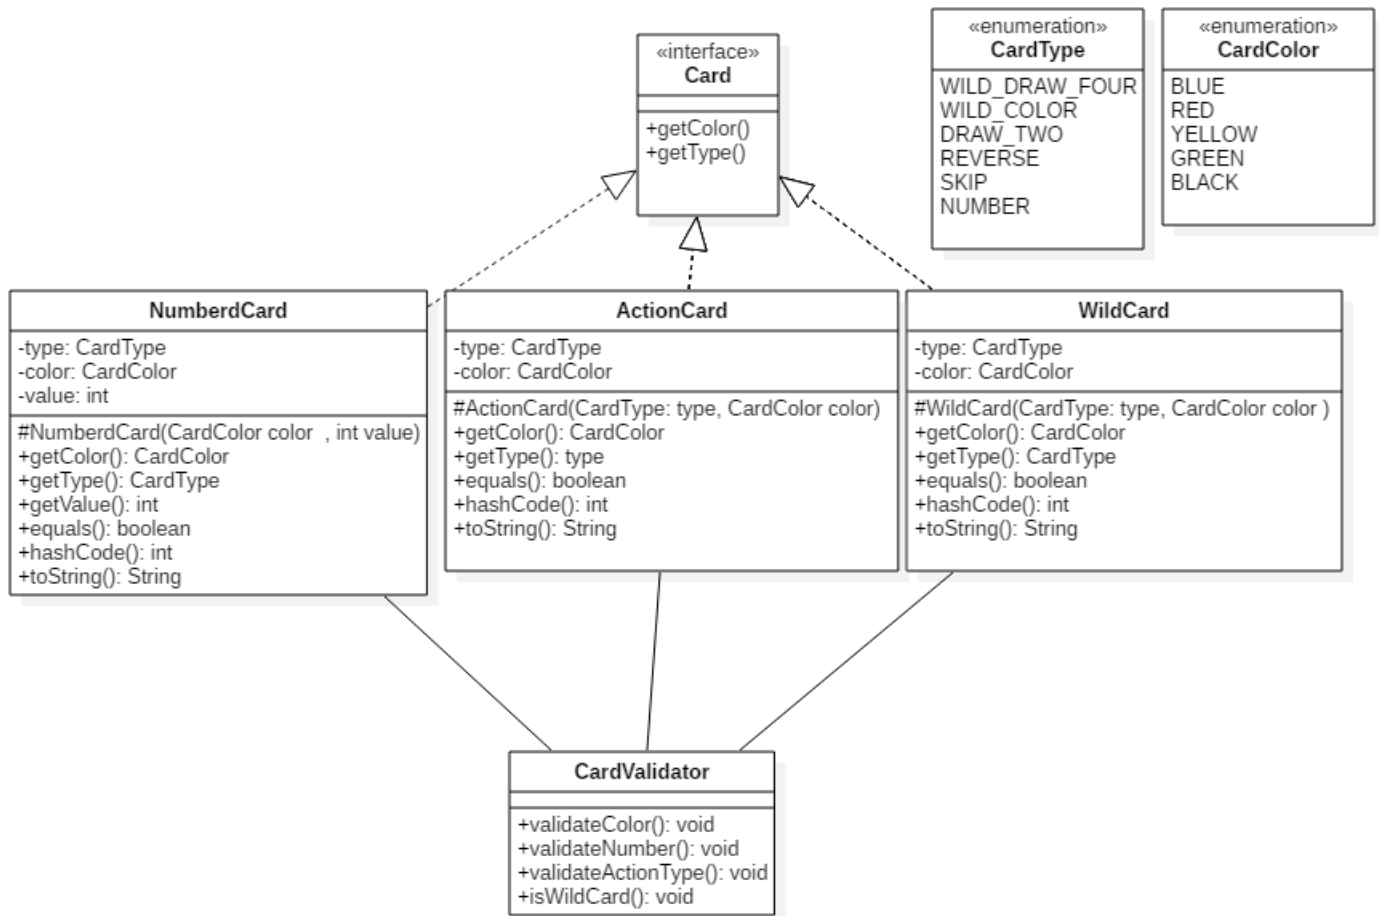 «interface»
Card
+getColor()
+getType()
«enumeration»
CardType
WILD_DRAW_FOUR
WILD_COLOR
DRAW_TWO
REVERSE
SKIP
NUMBER
«enumeration»
CardColor
BLUE
RED
YELLOW
GREEN
BLACK
NumberdCard
-type: CardType
-color: CardColor
-value: int
#NumberdCard(CardColor color , int value)
+getColor(): CardColor
+getType(): CardType
+getValue(): int
+equals(): boolean
+hashCode(): int
+toString(): String
ActionCard
-type: CardType
-color: CardColor
#ActionCard(CardType: type, CardColor color)
+getColor(): CardColor
+getType(): type
+equals(): boolean
+hashCode(): int
+toString(): String
WildCard
-type: CardType
-color: CardColor
#WildCard(CardType: type, CardColor color )
+getColor(): CardColor
+getType(): CardType
+equals(): boolean
+hashCode(): int
+toString(): String
CardValidator
+validateColor(): void
+validateNumber(): void
+validateActionType(): void
+isWildCard(): void